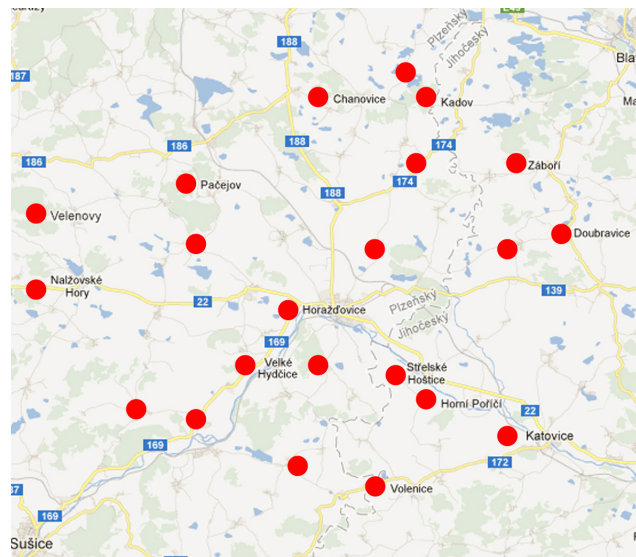 188
Plzeňský
Jihočeský
187
Chanovice
Kadov
188
186
186
174
Záboří
Pačejov
188
174
Velenovy
Doubravice
Nalžovské
Hory
22
139
Horažďovice
Plzeňský
Jihočeský
169
Velké
Hydčice
Střelské
Hoštice
Horní Poříčí
22
Katovice
169
172
Volenice
169
Sušice